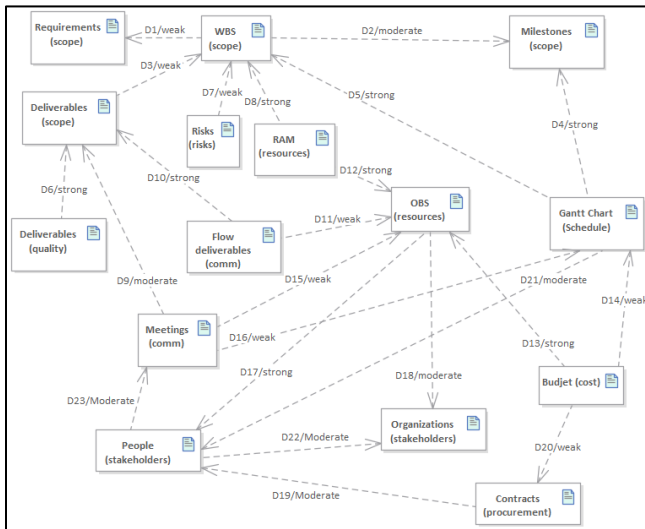 Requirements
(scope)
D1/weak
WBS
(scope)
D2/moderate
Milestones
(scope)
D3/weak
D7/weak
D8/strong
D5/strong
D4/strong
Deliverables
(scope)
Risks
(risks)
RAM
(resources)
D12/strong
D6/strong
D10/strong
OBS
(resources)
Gantt Chart
(Schedule)
D11/weak
Deliverables
(quality)
Flow
deliverables
(comm)
D9/moderate
D15/weak
D21/moderate
D14/weak
Meetings
(comm)
D16/weak
D13/strong
D17/strong
D18/moderate
Budjet (cost)
D23/Moderate
Organizations
(stakeholders)
People
(stakeholders)
D22/Moderate
D20/weak
D19/Moderate
Contracts
(procurement)